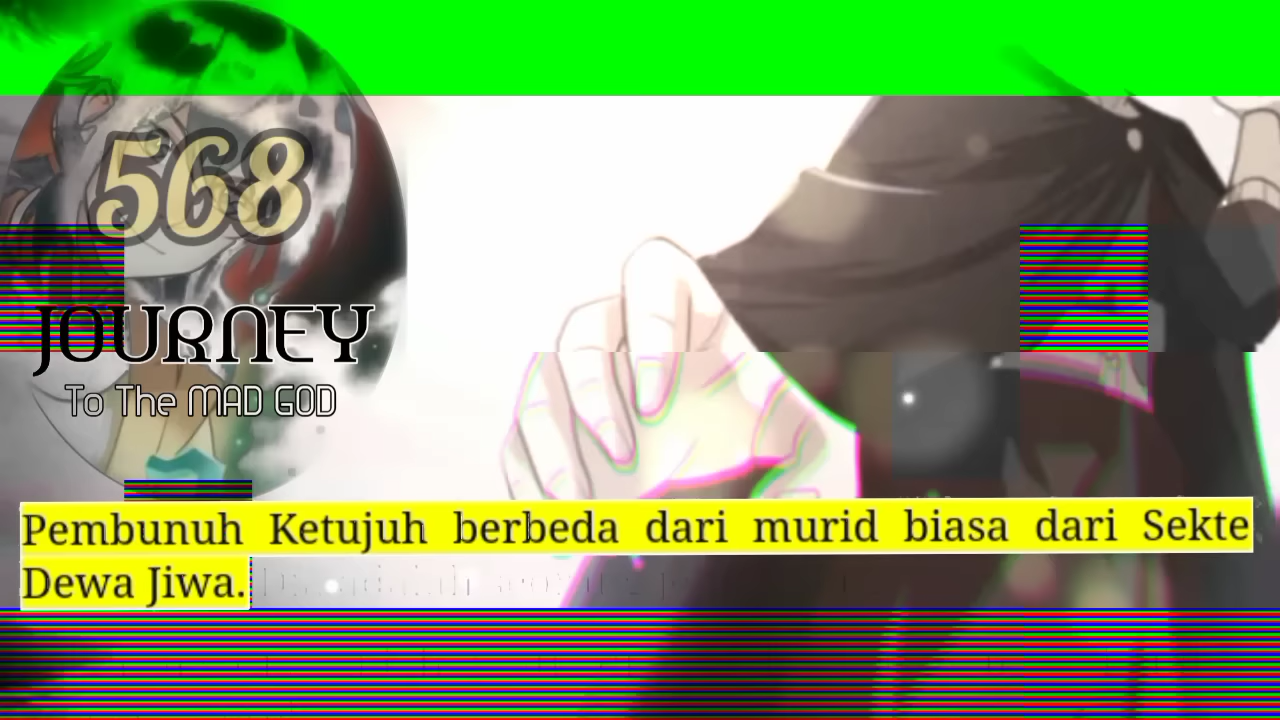 568
JOURNEY
To The MAD GOD
Pembunuh Ketujuh berbeda dari murid biasa dari Sekte
Dewa Jiwa.